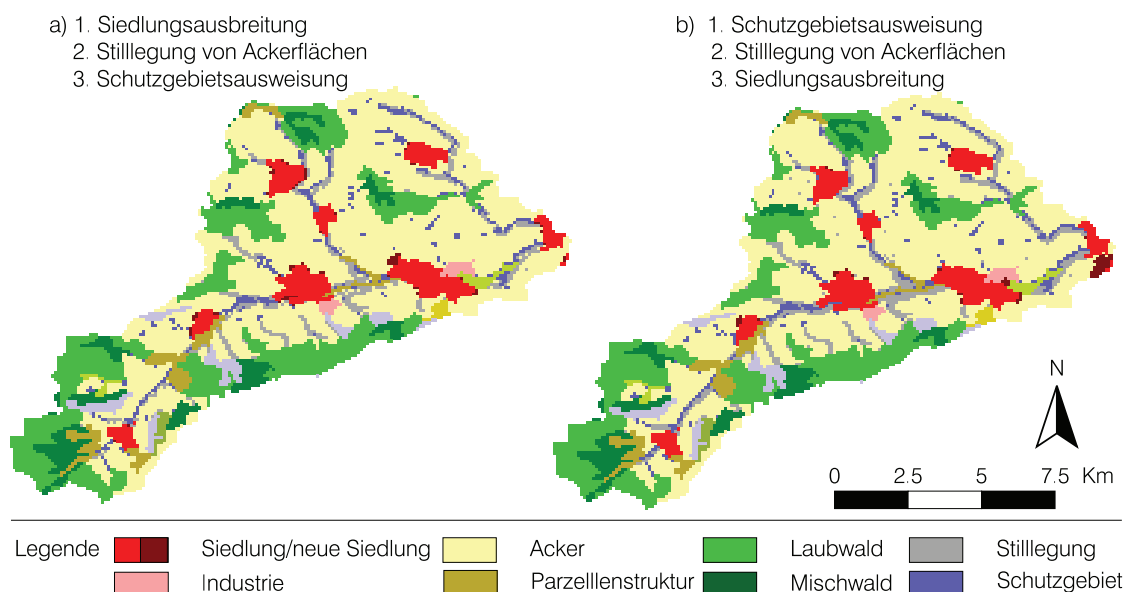 a) 1. Siedlungsausbreitung
2. Stilllegung von Ackerflächen
3. Schutzgebietsausweisung
b) 1. Schutzgebietsausweisung
2. Stilllegung von Ackerflächen
3. Siedlungsausbreitung
N
0 2.5 5 7.5 Km
Legende Siedlung/neue Siedlung Acker Laubwald Stilllegung
Industrie Parzelllenstruktur Mischwald Schutzgebiet